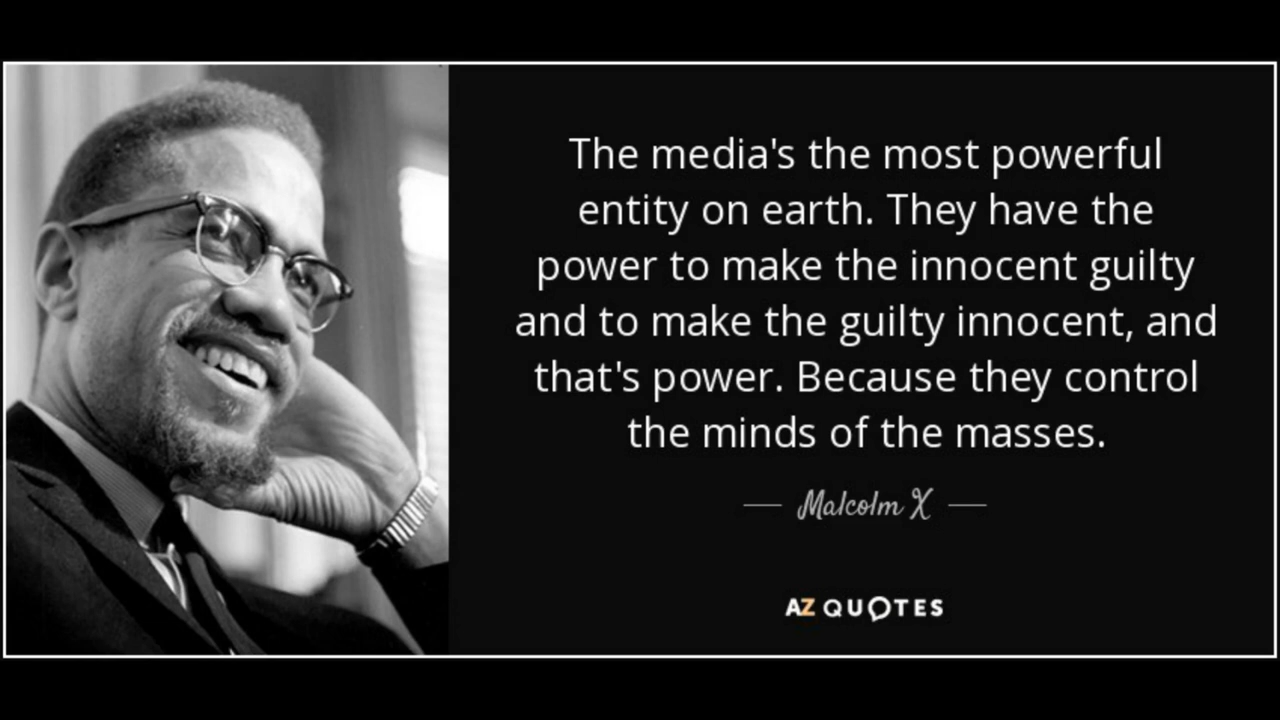 The media's the most powerful
entity on earth. They have the
power to make the innocent guilty
and to make the guilty innocent, and
that's power. Because they control
the minds of the masses.
Malcolm X
AZ QUOTES